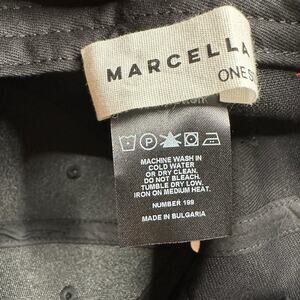 MARCELLA
ONE S
MACHINE WASH IN
COLD WATER
OR DRY CLEAN.
DO NOT BLEACH.
TUMBLE DRY LOW.
IRON ON MEDIUM HEAT.
NUMBER 199
MADE IN BULGARIA